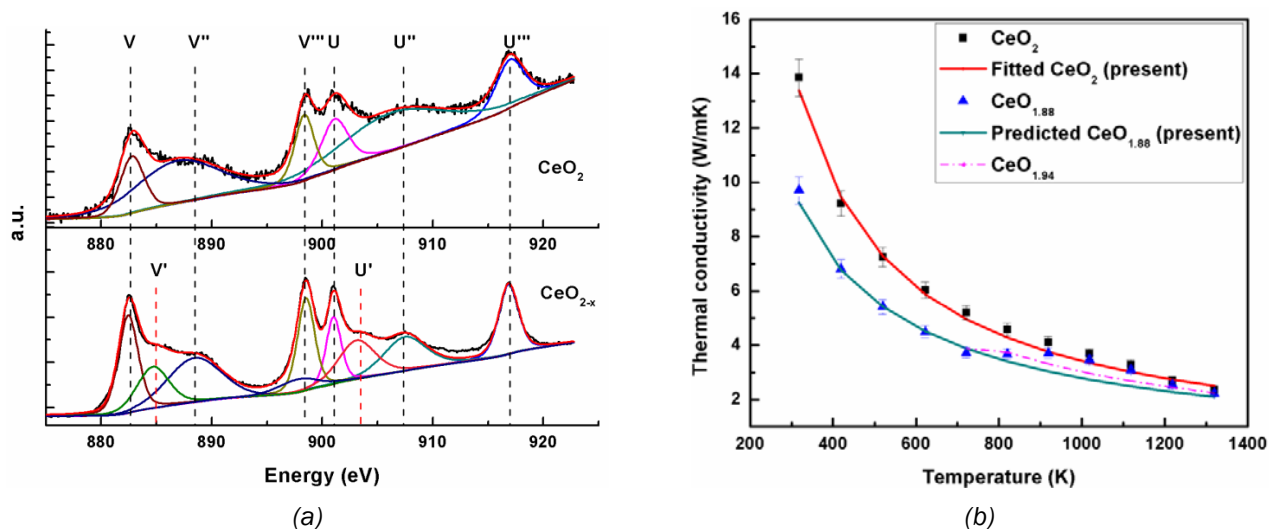 V V'' V''' U U'' U'''
CeO2
880 890 900 910 920
V' U'
CeO2-x
880 890 900 910 920
a.u.
Energy (eV)
(a)
CeO2
Fitted CeO2 (present)
CeO1.88
Predicted CeO1.88 (present)
CeO1.94
16
14
12
10
8
6
4
2
200 400 600 800 1000 1200 1400
Thermal conductivity (W/mK)
Temperature (K)
(b)